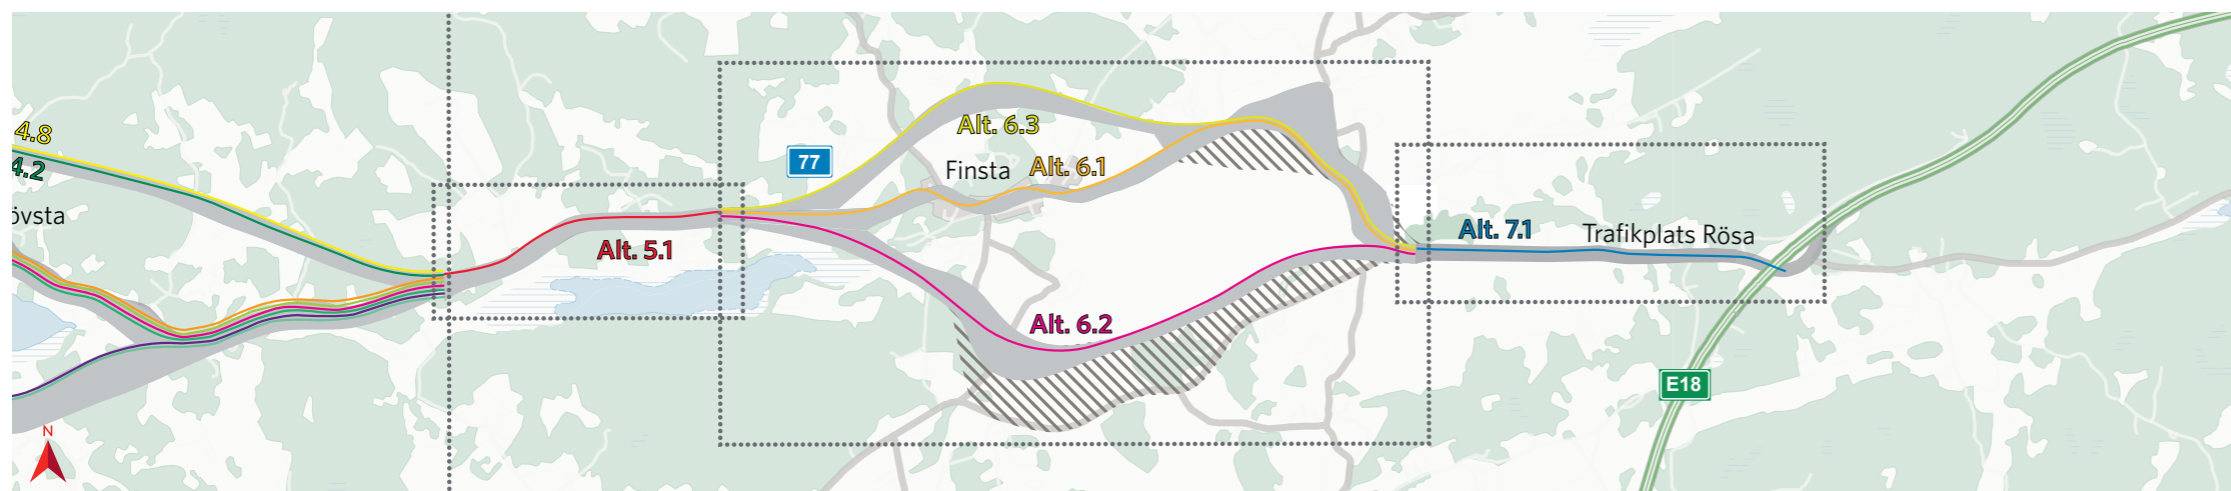 4.8
4.2
övsta
Alt. 5.1
77
Alt. 6.3
Finsta
Alt. 6.1
Alt. 6.2
Alt. 7.1
Trafikplats Rösa
E18
N